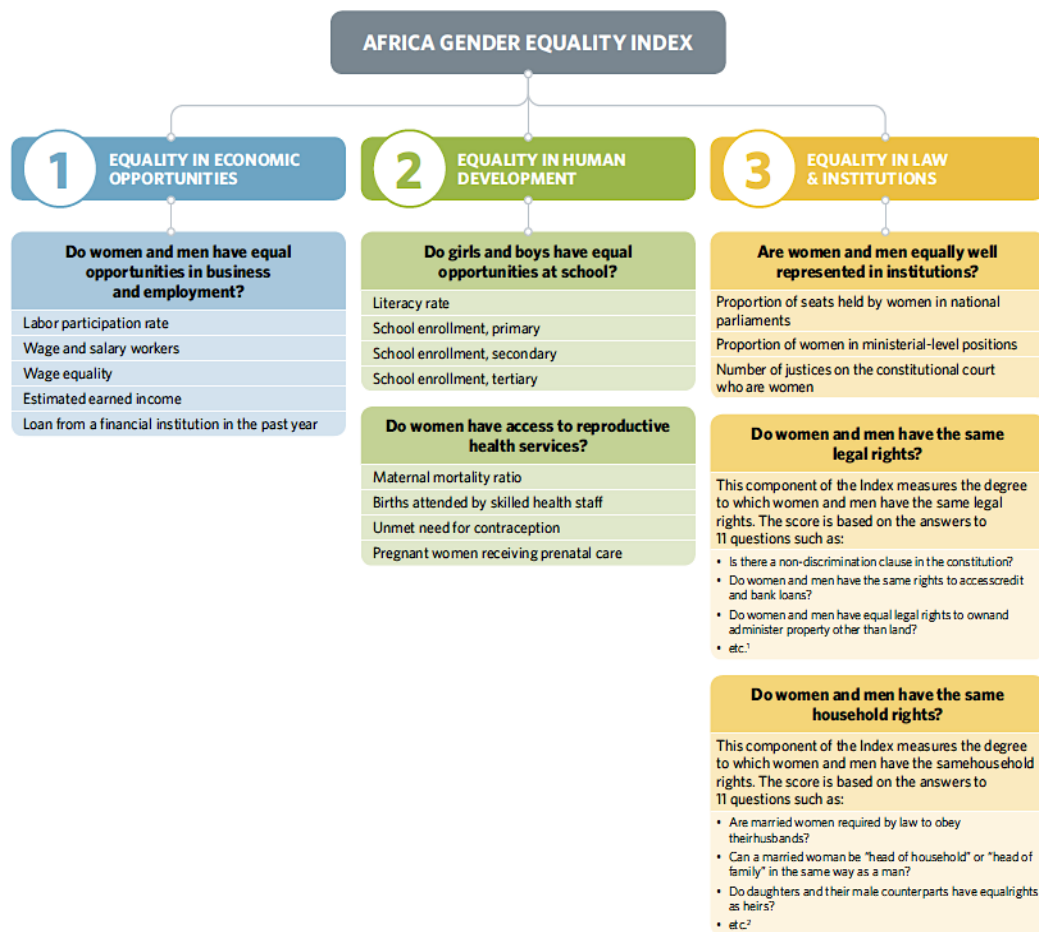 AFRICA GENDER EQUALITY INDEX
1
EQUALITY IN ECONOMIC
OPPORTUNITIES
Do women and men have equal
opportunities in business
and employment?
Labor participation rate
Wage and salary workers
Wage equality
Estimated earned income
Loan from a financial institution in the past year
2
EQUALITY IN HUMAN
DEVELOPMENT
Do girls and boys have equal
opportunities at school?
Literacy rate
School enrollment, primary
School enrollment, secondary
School enrollment, tertiary
Do women have access to reproductive
health services?
Maternal mortality ratio
Births attended by skilled health staff
Unmet need for contraception
Pregnant women receiving prenatal care
3
EQUALITY IN LAW
& INSTITUTIONS
Are women and men equally well
represented in institutions?
Proportion of seats held by women in national
parliaments
Proportion of women in ministerial-level positions
Number of justices on the constitutional court
who are women
Do women and men have the same
legal rights?
This component of the Index measures the degree
to which women and men have the same legal
rights. The score is based on the answers to
11 questions such as:
• Is there a non-discrimination clause in the constitution?
• Do women and men have the same rights to accesscredit
and bank loans?
• Do women and men have equal legal rights to ownand
administer property other than land?
• etc.¹
Do women and men have the same
household rights?
This component of the Index measures the degree
to which women and men have the samehousehold
rights. The score is based on the answers to
11 questions such as:
• Are married women required by law to obey
theirhusbands?
• Can a married woman be “head of household” or “head of
family” in the same way as a man?
• Do daughters and their male counterparts have equalrights
as heirs?
• etc.²